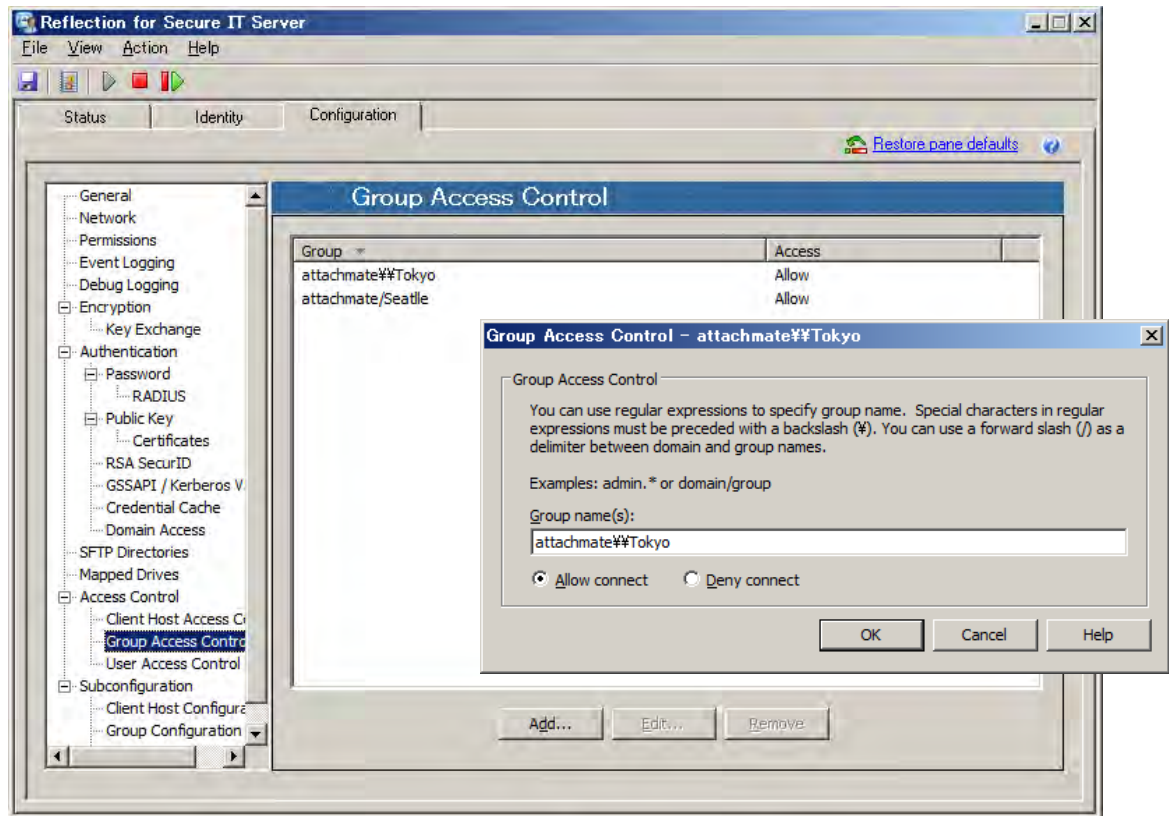 Reflection for Secure IT Server
File View Action Help
Status Identity Configuration
Restore pane defaults
General
Network
Permissions
Event Logging
Debug Logging
Encryption
Key Exchange
Authentication
Password
RADIUS
Public Key
Certificates
RSA SecurID
GSSAPI / Kerberos V
Credential Cache
Domain Access
SFTP Directories
Mapped Drives
Access Control
Client Host Access C
Group Access Contro
User Access Control
Subconfiguration
Client Host Configura
Group Configuration
Group Access Control
Group Access
attachmate¥¥Tokyo Allow
attachmate/Seatlle Allow
Add... Edit... Remove
Group Access Control - attachmate¥¥Tokyo
Group Access Control
You can use regular expressions to specify group name. Special characters in regular
expressions must be preceded with a backslash (¥). You can use a forward slash (/) as a
delimiter between domain and group names.
Examples: admin.* or domain/group
Group name(s):
attachmate¥¥Tokyo
Allow connect Deny connect
OK Cancel Help